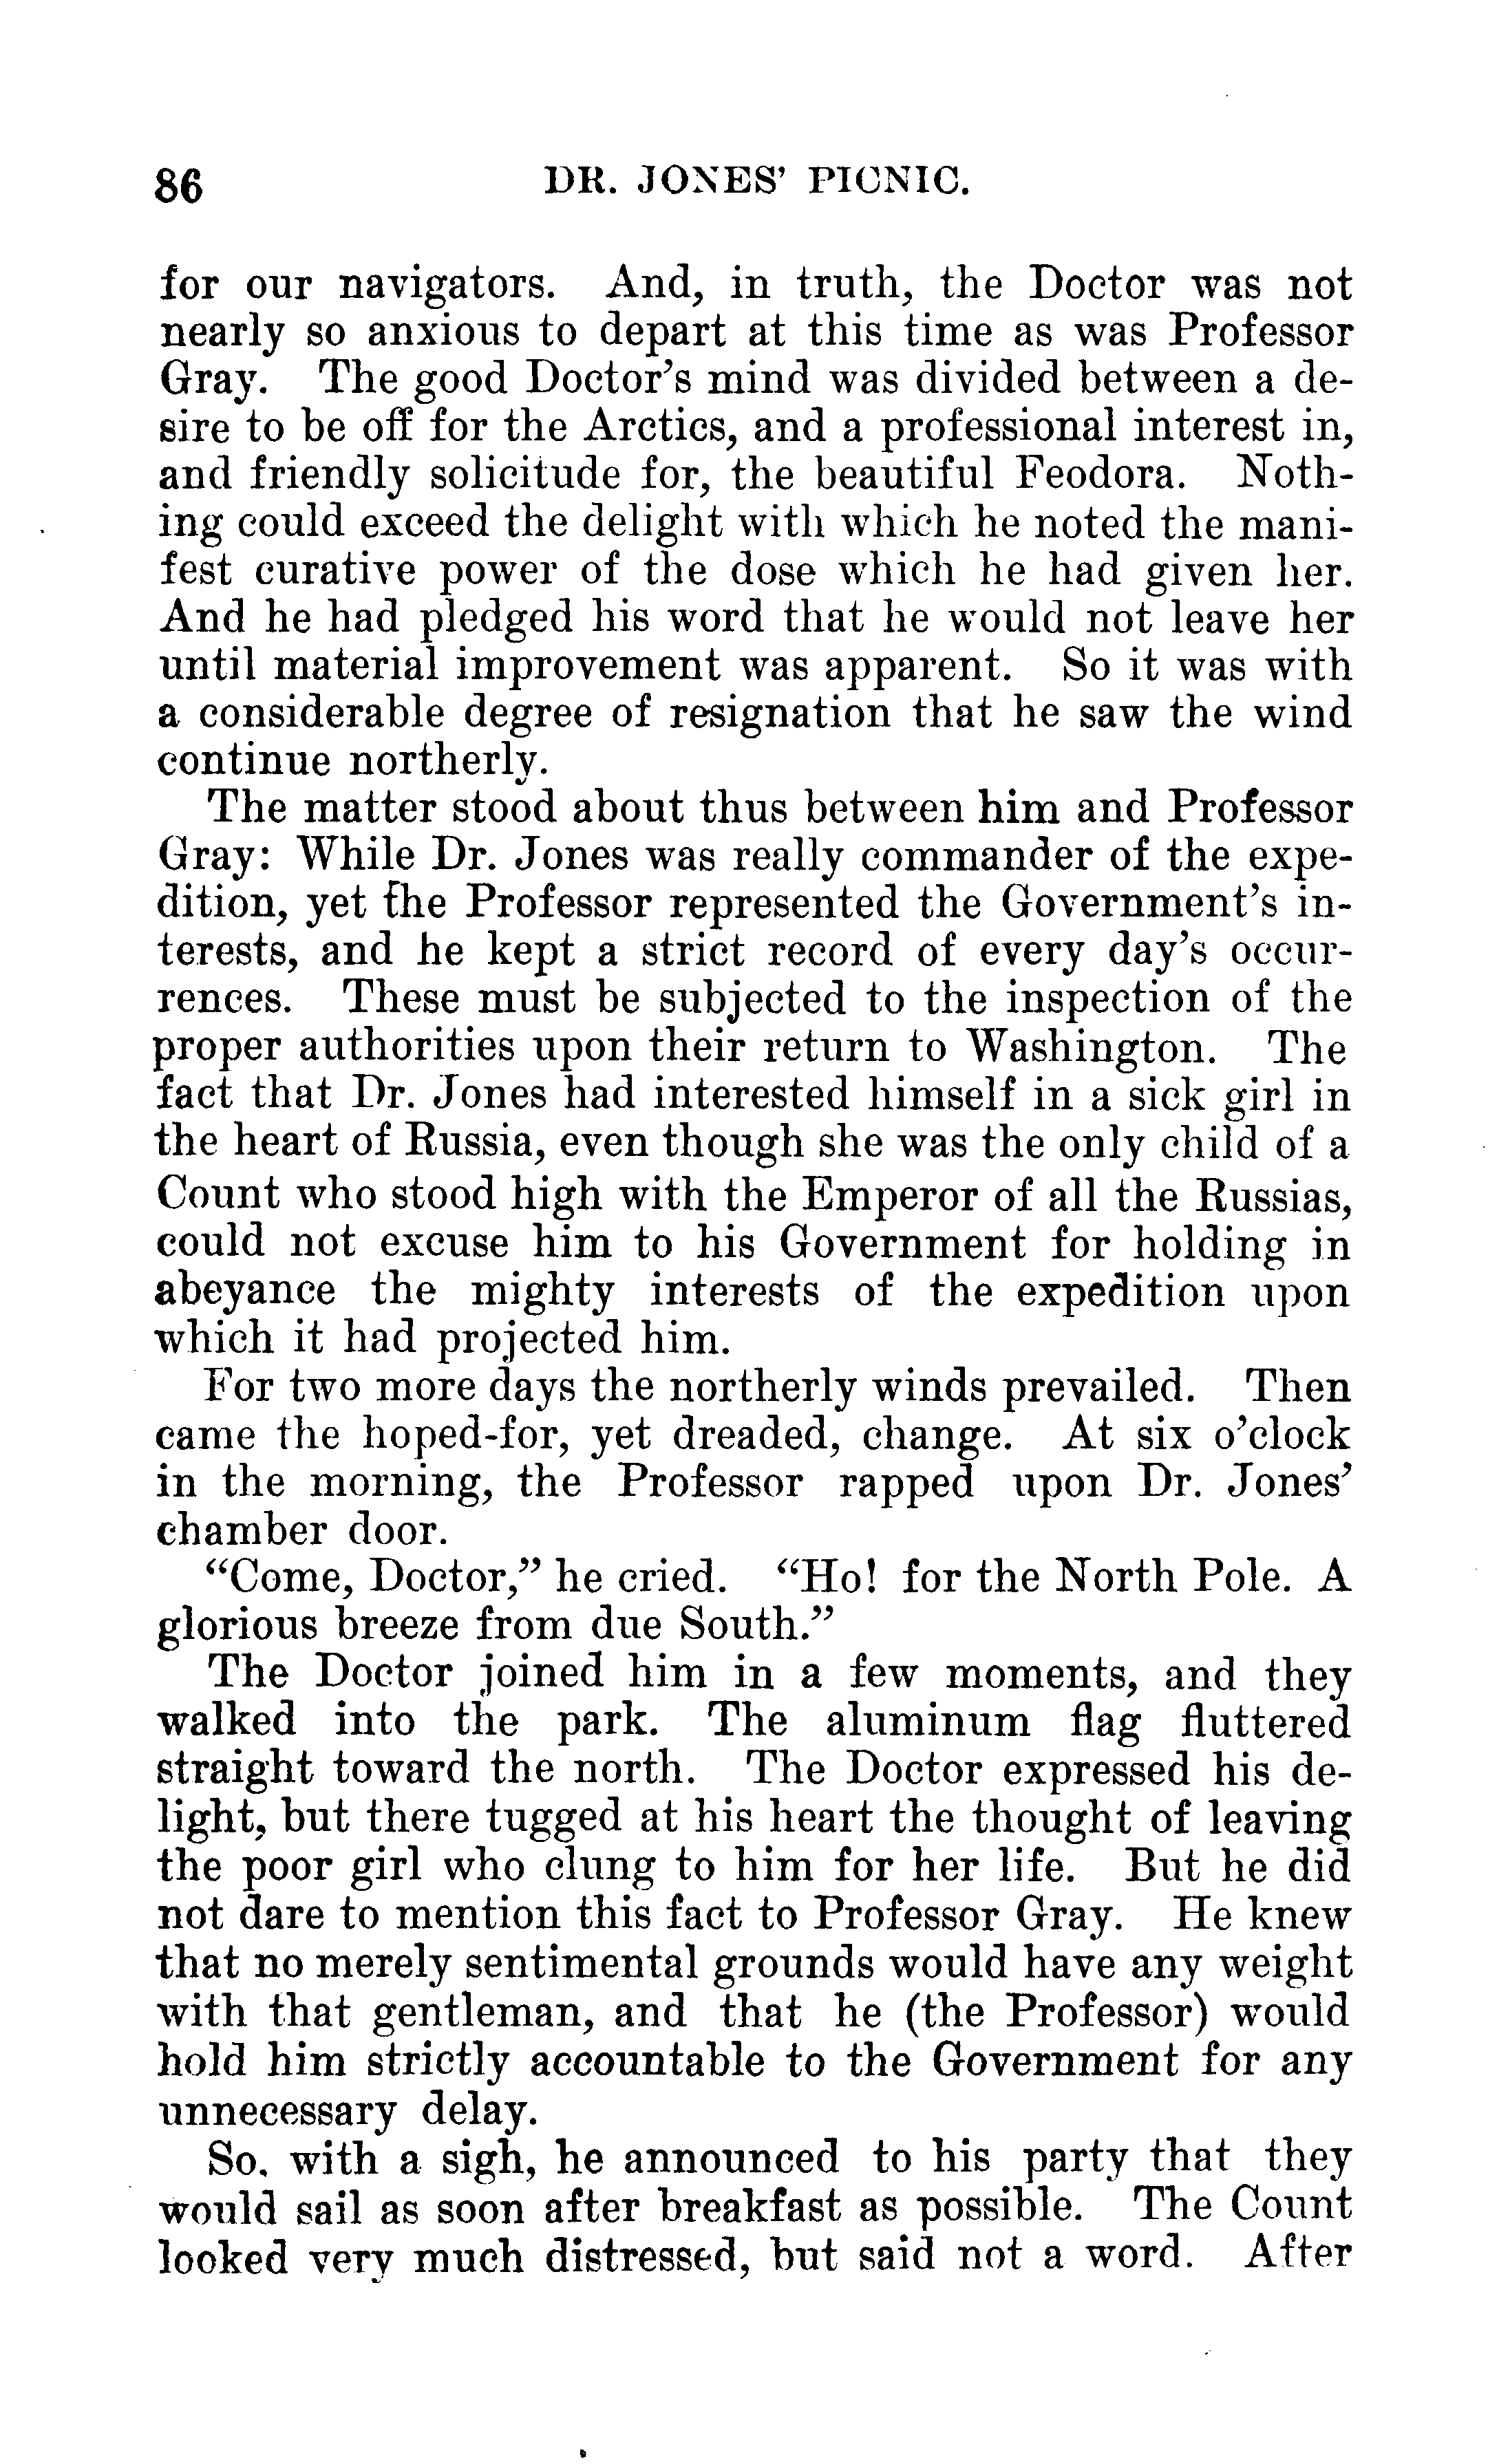 86 DR. JONES' PICNIC.
for our navigators. And, in truth, the Doctor was not
nearly so anxious to depart at this time as was Professor
Gray. The good Doctor's mind was divided between a de-
sire to be off for the Arctics, and a professional interest in,
and friendly solicitude for, the beautiful Feodora. Noth-
ing could exceed the delight with which he noted the mani-
fest curative power of the dose which he had given her.
And he had pledged his word that he would not leave her
until material improvement was apparent. So it was with
a considerable degree of resignation that he saw the wind
continue northerly.
The matter stood about thus between him and Professor
Gray: While Dr. Jones was really commander of the expe-
dition, yet the Professor represented the Government's in-
terests, and he kept a strict record of every day's occur-
rences. These must be subjected to the inspection of the
proper authorities upon their return to Washington. The
fact that Dr. Jones had interested himself in a sick girl in
the heart of Russia, even though she was the only child of a
Count who stood high with the Emperor of all the Russias,
could not excuse him to his Government for holding in
abeyance the mighty interests of the expedition upon
which it had projected him.
For two more days the northerly winds prevailed. Then
came the hoped-for, yet dreaded, change. At six o'clock
in the morning, the Professor rapped upon Dr. Jones'
chamber door.
"Come, Doctor," he cried. "Ho! for the North Pole. A
glorious breeze from due South."
The Doctor joined him in a few moments, and they
walked into the park. The aluminum flag fluttered
straight toward the north. The Doctor expressed his de-
light, but there tugged at his heart the thought of leaving
the poor girl who clung to him for her life. But he did
not dare to mention this fact to Professor Gray. He knew
that no merely sentimental grounds would have any weight
with that gentleman, and that he (the Professor) would
hold him strictly accountable to the Government for any
unnecessary delay.
So, with a sigh, he announced to his party that they
would sail as soon after breakfast as possible. The Count
looked very much distressed, but said not a word. After